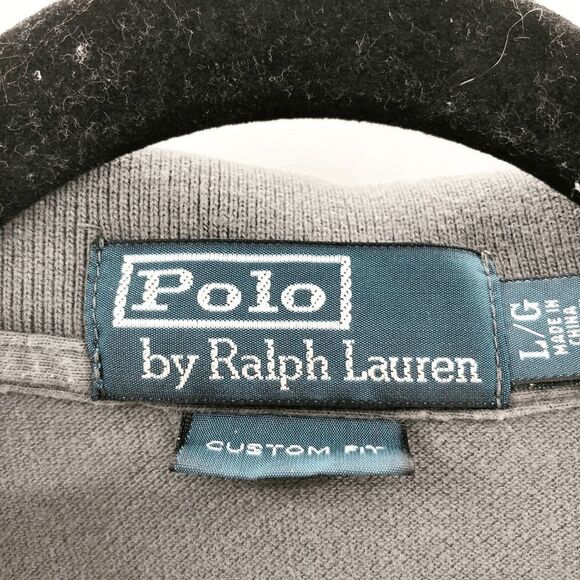 Polo
by Ralph Lauren
L/G
MADE IN
CHINA
CUSTOM FIT